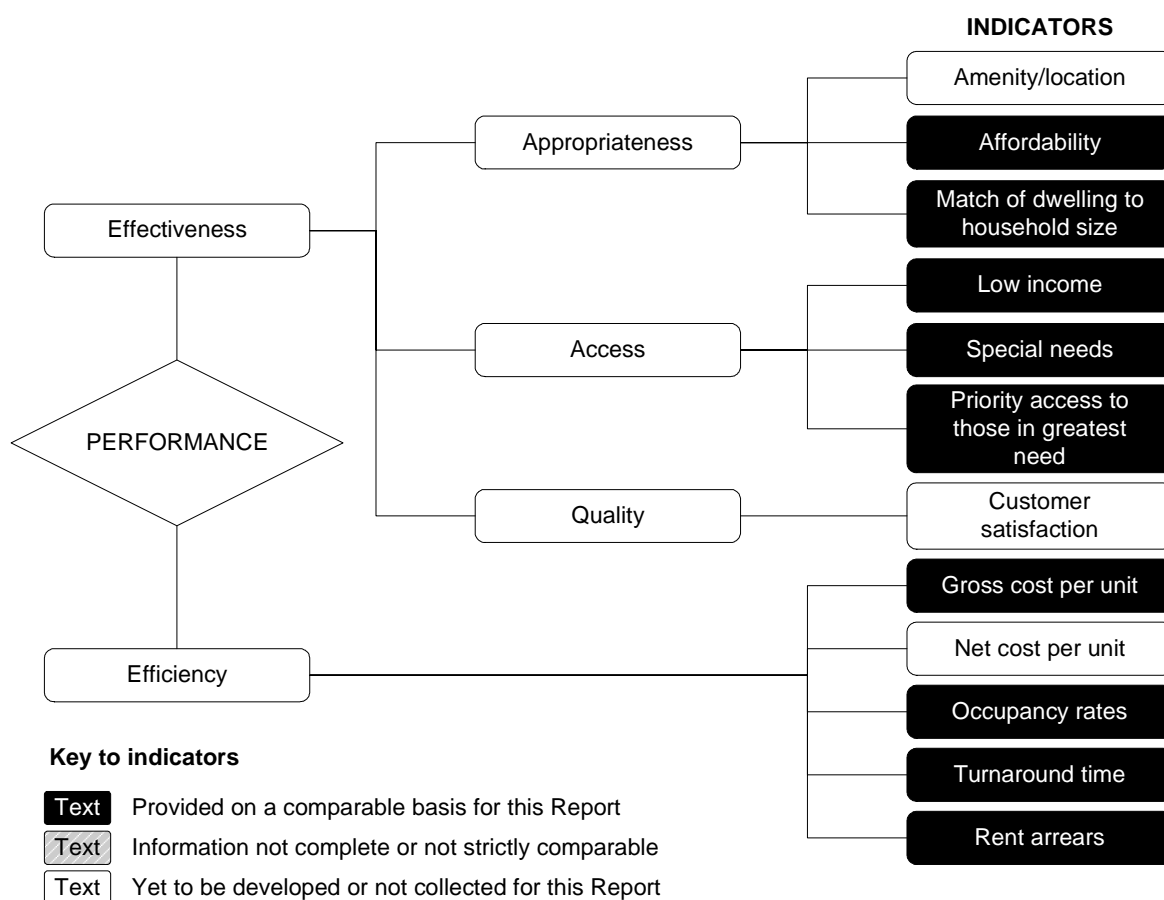 INDICATORS
Amenity/location
Appropriateness
Affordability
Match of dwelling to
household size
Effectiveness
Low income
Access
Special needs
Priority access to
those in greatest
need
PERFORMANCE
Quality
Customer
satisfaction
Gross cost per unit
Efficiency
Net cost per unit
Occupancy rates
Turnaround time
Rent arrears
Key to indicators
Text Provided on a comparable basis for this Report
Text Information not complete or not strictly comparable
Text Yet to be developed or not collected for this Report